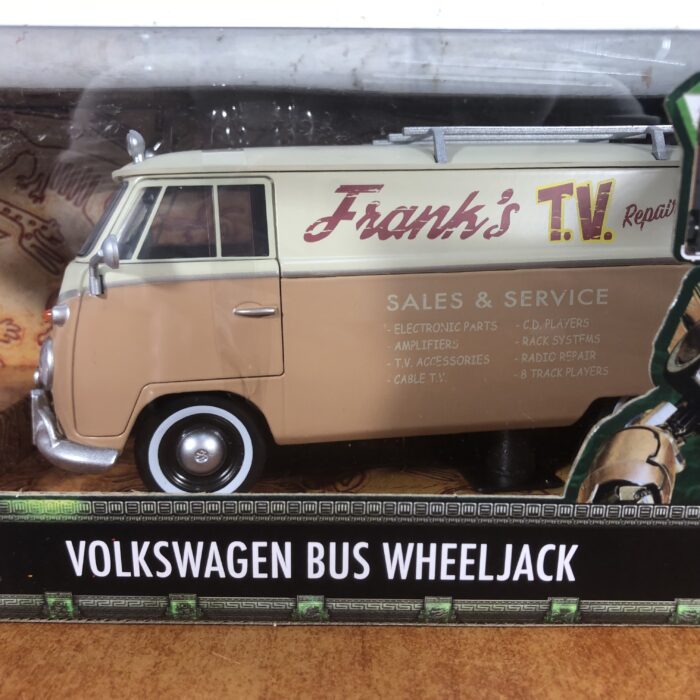 Frank's T.V. Repair
SALES & SERVICE
- ELECTRONIC PARTS
- AMPLIFIERS
- T.V. ACCESSORIES
- CABLE T.V.
- C.D. PLAYERS
- RACK SYSTEMS
- RADIO REPAIR
- 8 TRACK PLAYERS
VOLKSWAGEN BUS WHEELJACK